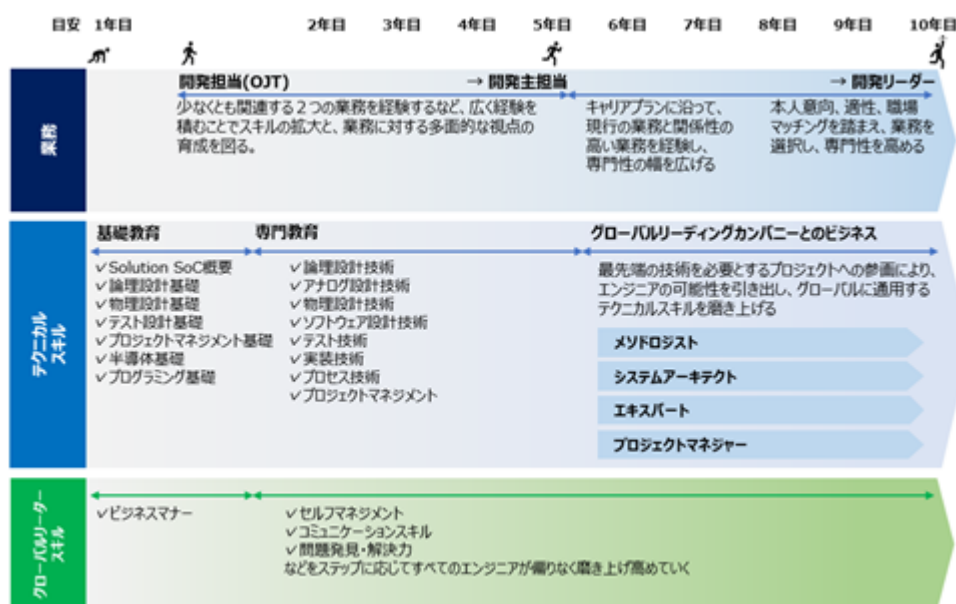 目安 1年目 2年目 3年目 4年目 5年目 6年目 7年目 8年目 9年目 10年目
業務
開発担当(OJT) → 開発主担当 → 開発リーダー
少なくとも関連する2つの業務を経験するなど、広く経験を
積むことでスキルの拡大と、業務に対する多面的な視点の
育成を図る。
キャリアプランに沿って、
現行の業務と関係性の
高い業務を経験し、
専門性の幅を広げる
本人意向、適性、職場
マッチングを踏まえ、業務を
選択し、専門性を高める
テクニカル
スキル
基礎教育
✓Solution SoC概要
✓論理設計基礎
✓物理設計基礎
✓テスト設計基礎
✓プロジェクトマネジメント基礎
✓半導体基礎
✓プログラミング基礎
専門教育
✓論理設計技術
✓アナログ設計技術
✓物理設計技術
✓ソフトウェア設計技術
✓テスト技術
✓実装技術
✓プロセス技術
✓プロジェクトマネジメント
グローバルリーディングカンパニーとのビジネス
最先端の技術を必要とするプロジェクトへの参画により、
エンジニアの可能性を引き出し、グローバルに通用する
テクニカルスキルを磨き上げる
メソドロジスト
システムアーキテクト
エキスパート
プロジェクトマネジャー
グローバルリーダー
スキル
✓ビジネスマナー
✓セルフマネジメント
✓コミュニケーションスキル
✓問題発見・解決力
などをステップに応じてすべてのエンジニアが偏りなく磨き上げ高めていく